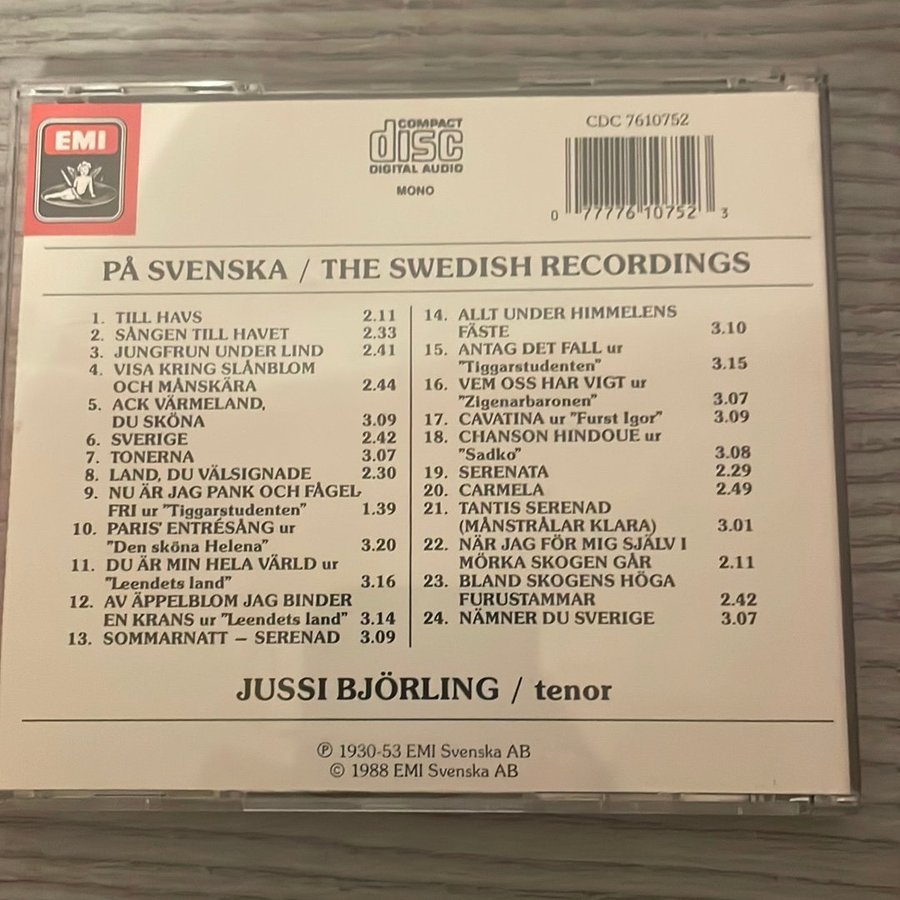 EMI
COMPACT
disc
DIGITAL AUDIO
MONO
CDC 7610752
0 77776 10752 3
PÅ SVENSKA / THE SWEDISH RECORDINGS
1. TILL HAVS 2.11
2. SÅNGEN TILL HAVET 2.33
3. JUNGFRUN UNDER LIND 2.41
4. VISA KRING SLÅNBLOM
OCH MÅNSKÄRA 2.44
5. ACK VÄRMELAND,
DU SKÖNA 3.09
6. SVERIGE 2.42
7. TONERNA 3.07
8. LAND, DU VÄLSIGNADE 2.30
9. NU ÄR JAG PANK OCH FÅGEL-
FRI ur "Tiggarstudenten" 1.39
10. PARIS' ENTRÉSÅNG ur
"Den sköna Helena" 3.20
11. DU ÄR MIN HELA VÄRLD ur
"Leendets land" 3.16
12. AV ÄPPELBLOM JAG BINDER
EN KRANS ur "Leendets land" 3.14
13. SOMMARNATT – SERENAD 3.09
14. ALLT UNDER HIMMELENS
FÄSTE 3.10
15. ANTAG DET FALL ur
"Tiggarstudenten" 3.15
16. VEM OSS HAR VIGT ur
"Zigenarbaronen" 3.07
17. CAVATINA ur "Furst Igor" 3.09
18. CHANSON HINDOUE ur
"Sadko" 3.08
19. SERENATA 2.29
20. CARMELA 2.49
21. TANTIS SERENAD
(MÅNSTRÅLAR KLARA) 3.01
22. NÄR JAG FÖR MIG SJÄLV I
MÖRKA SKOGEN GÅR 2.11
23. BLAND SKOGENS HÖGA
FURUSTAMMAR 2.42
24. NÄMNER DU SVERIGE 3.07
JUSSI BJÖRLING / tenor
℗ 1930-53 EMI Svenska AB
© 1988 EMI Svenska AB